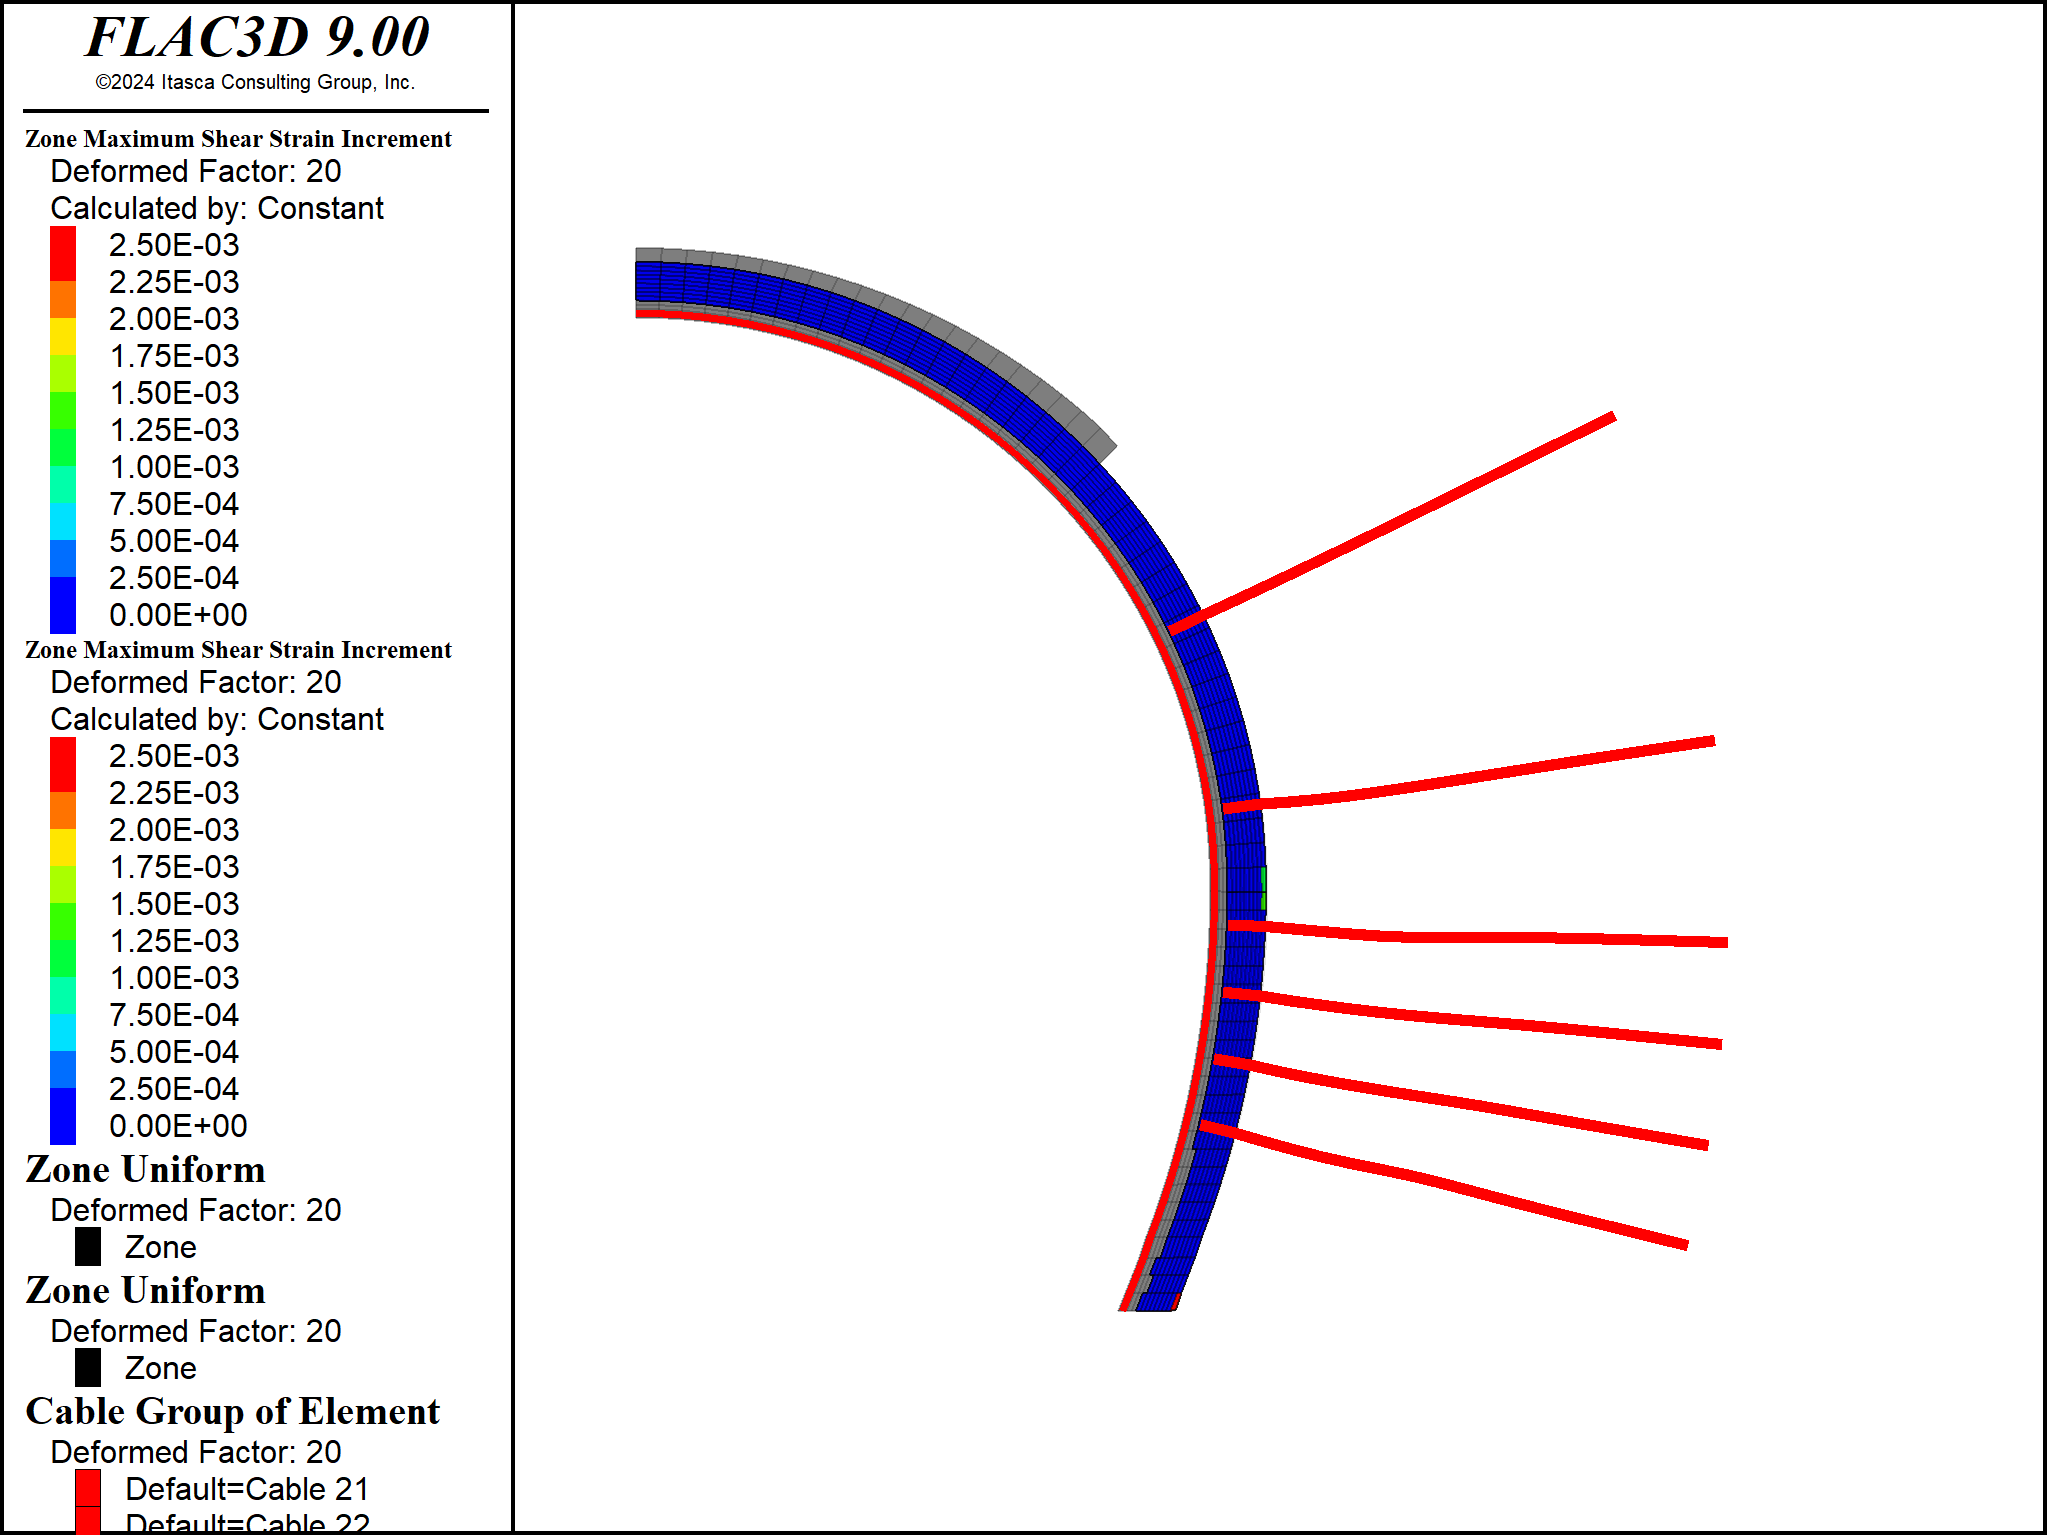 FLAC3D 9.00
©2024 Itasca Consulting Group, Inc.
Zone Maximum Shear Strain Increment
Deformed Factor: 20
Calculated by: Constant
2.50E-03
2.25E-03
2.00E-03
1.75E-03
1.50E-03
1.25E-03
1.00E-03
7.50E-04
5.00E-04
2.50E-04
0.00E+00
Zone Maximum Shear Strain Increment
Deformed Factor: 20
Calculated by: Constant
2.50E-03
2.25E-03
2.00E-03
1.75E-03
1.50E-03
1.25E-03
1.00E-03
7.50E-04
5.00E-04
2.50E-04
0.00E+00
Zone Uniform
Deformed Factor: 20
Zone
Zone Uniform
Deformed Factor: 20
Zone
Cable Group of Element
Deformed Factor: 20
Default=Cable 21
Default=Cable 22